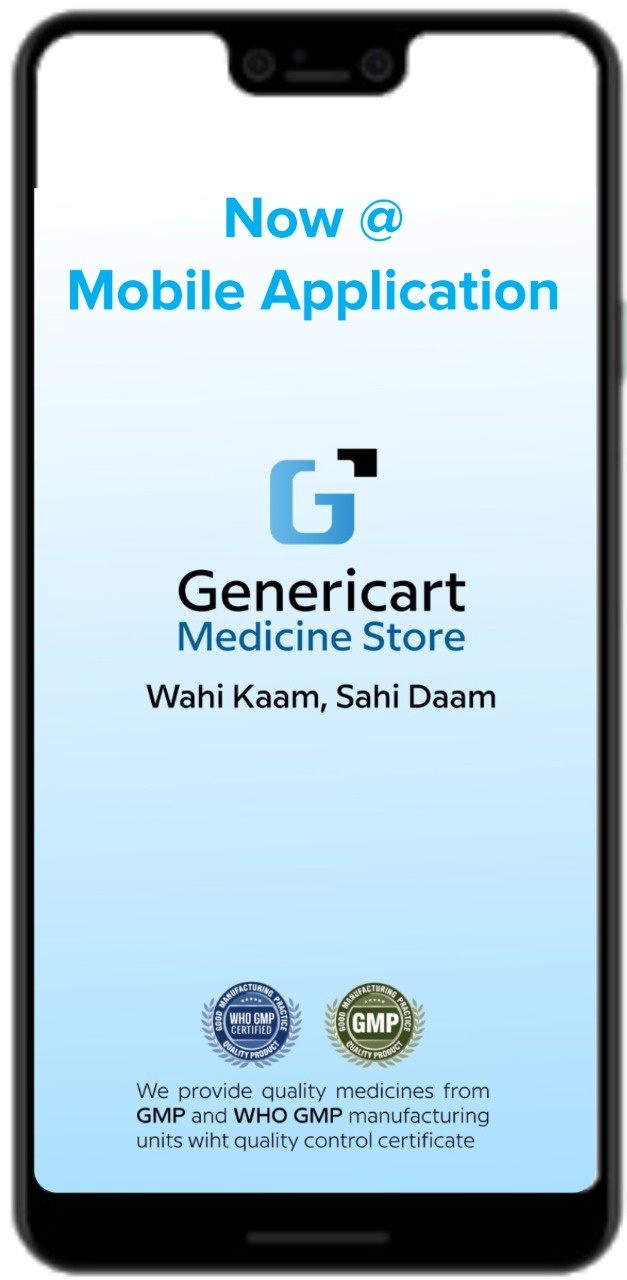 Now @
Mobile Application
G
Genericart
Medicine Store
Wahi Kaam, Sahi Daam
GOOD MANUFACTURING PRACTICE
WHO GMP
CERTIFIED
QUALITY PRODUCT
GOOD MANUFACTURING PRACTICE
GMP
QUALITY PRODUCT
We provide quality medicines from
GMP and WHO GMP manufacturing
units wiht quality control certificate